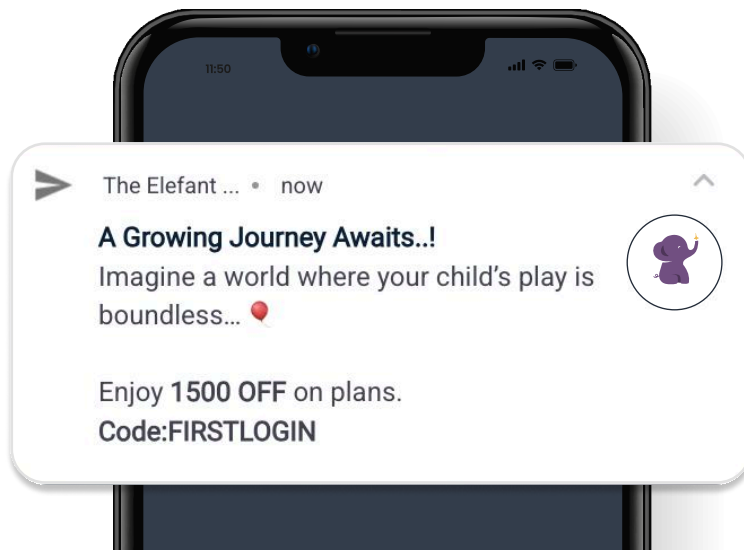 11:50
The Elefant ... • now
A Growing Journey Awaits..!
Imagine a world where your child’s play is
boundless... 🎈
Enjoy 1500 OFF on plans.
Code:FIRSTLOGIN